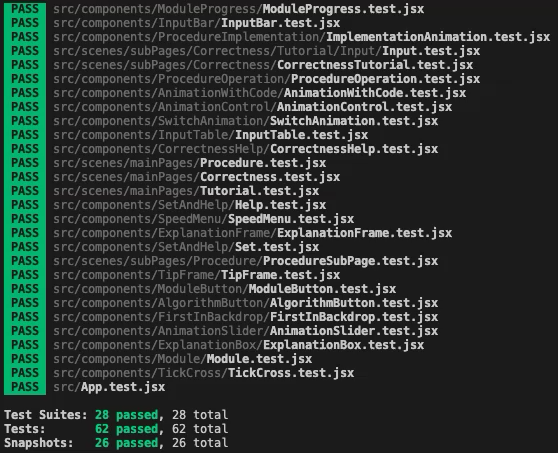 PASS src/components/ModuleProgress/ModuleProgress.test.jsx
PASS src/components/InputBar/InputBar.test.jsx
PASS src/components/ProcedureImplementation/ImplementationAnimation.test.jsx
PASS src/scenes/subPages/Correctness/Tutorial/Input/Input.test.jsx
PASS src/scenes/subPages/Correctness/CorrectnessTutorial.test.jsx
PASS src/components/ProcedureOperation/ProcedureOperation.test.jsx
PASS src/components/AnimationWithCode/AnimationWithCode.test.jsx
PASS src/components/AnimationControl/AnimationControl.test.jsx
PASS src/components/SwitchAnimation/SwitchAnimation.test.jsx
PASS src/components/InputTable/InputTable.test.jsx
PASS src/components/CorrectnessHelp/CorrectnessHelp.test.jsx
PASS src/scenes/mainPages/Procedure.test.jsx
PASS src/scenes/mainPages/Correctness.test.jsx
PASS src/scenes/mainPages/Tutorial.test.jsx
PASS src/components/SetAndHelp/Help.test.jsx
PASS src/components/SpeedMenu/SpeedMenu.test.jsx
PASS src/components/ExplanationFrame/ExplanationFrame.test.jsx
PASS src/components/SetAndHelp/Set.test.jsx
PASS src/scenes/subPages/Procedure/ProcedureSubPage.test.jsx
PASS src/components/TipFrame/TipFrame.test.jsx
PASS src/components/ModuleButton/ModuleButton.test.jsx
PASS src/components/AlgorithmButton/AlgorithmButton.test.jsx
PASS src/components/FirstInBackdrop/FirstInBackdrop.test.jsx
PASS src/components/AnimationSlider/AnimationSlider.test.jsx
PASS src/components/ExplanationBox/ExplanationBox.test.jsx
PASS src/components/Module/Module.test.jsx
PASS src/components/TickCross/TickCross.test.jsx
PASS src/App.test.jsx
Test Suites: 28 passed, 28 total
Tests: 62 passed, 62 total
Snapshots: 26 passed, 26 total